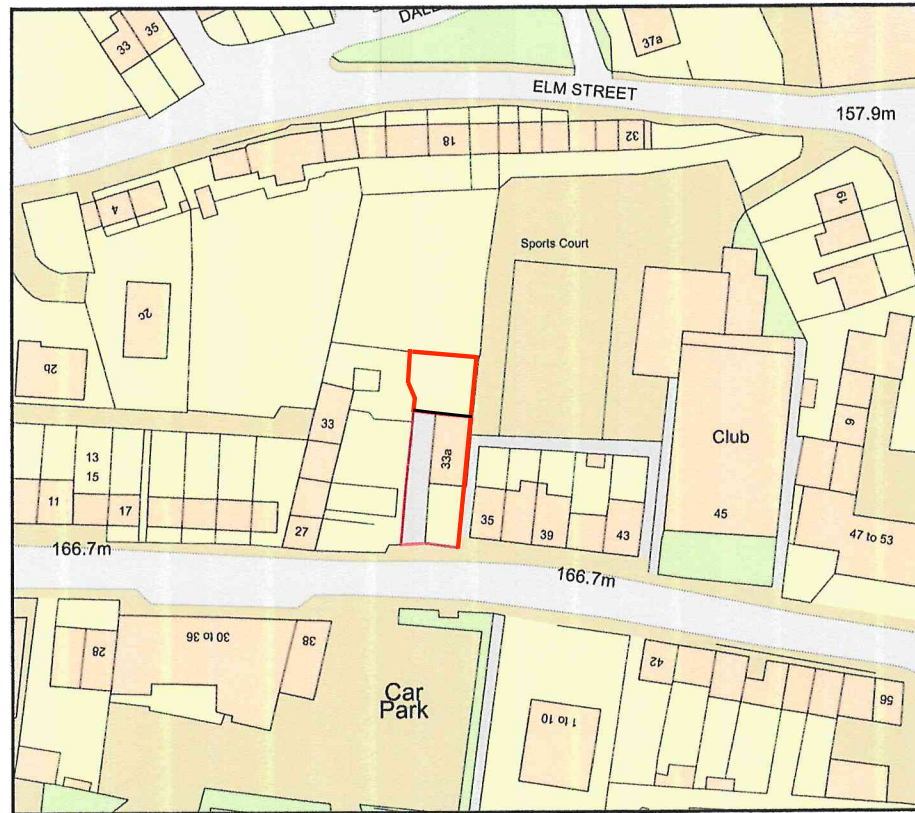 33
35
37a
ELM STREET
157.9m
18
32
4
19
Sports Court
2c
2b
33
13
15
33a
Club
9
11
17
27
35
39
43
45
47 to 53
166.7m
166.7m
28
30 to 36
38
Car
Park
42
1 to 10
56